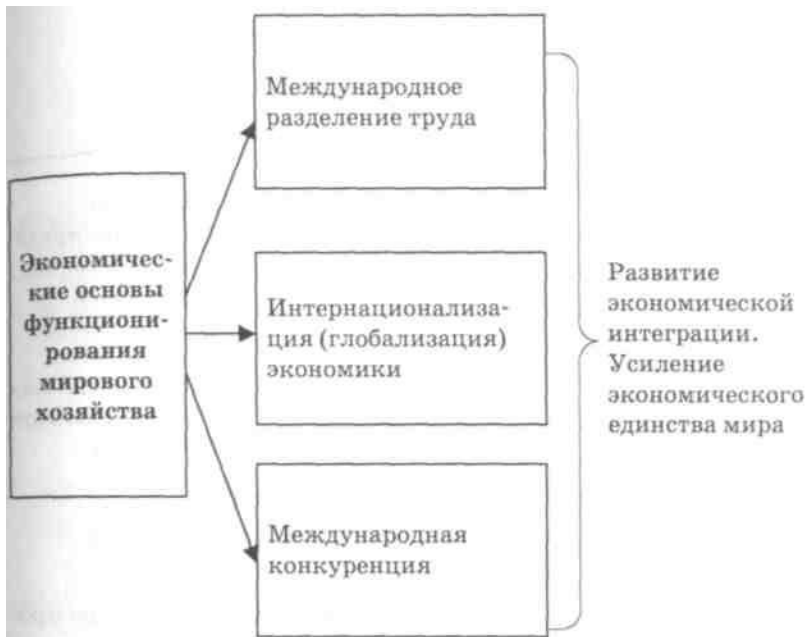 Экономичес-
кие основы
функциони-
рования
мирового
хозяйства
Международное
разделение труда
Интернационализа-
ция (глобализация)
экономики
Международная
конкуренция
Развитие
экономической
интеграции.
Усиление
экономического
единства мира